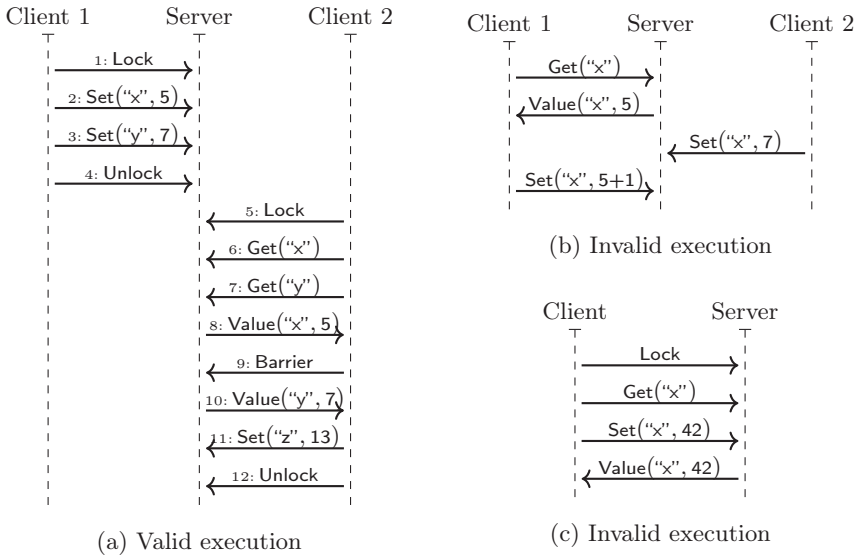 Client 1 Server Client 2
1: Lock
2: Set(“x”, 5)
3: Set(“y”, 7)
4: Unlock
5: Lock
6: Get(“x”)
7: Get(“y”)
8: Value(“x”, 5)
9: Barrier
10: Value(“y”, 7)
11: Set(“z”, 13)
12: Unlock
(a) Valid execution
Client 1 Server Client 2
Get(“x”)
Value(“x”, 5)
Set(“x”, 7)
Set(“x”, 5+1)
(b) Invalid execution
Client Server
Lock
Get(“x”)
Set(“x”, 42)
Value(“x”, 42)
(c) Invalid execution